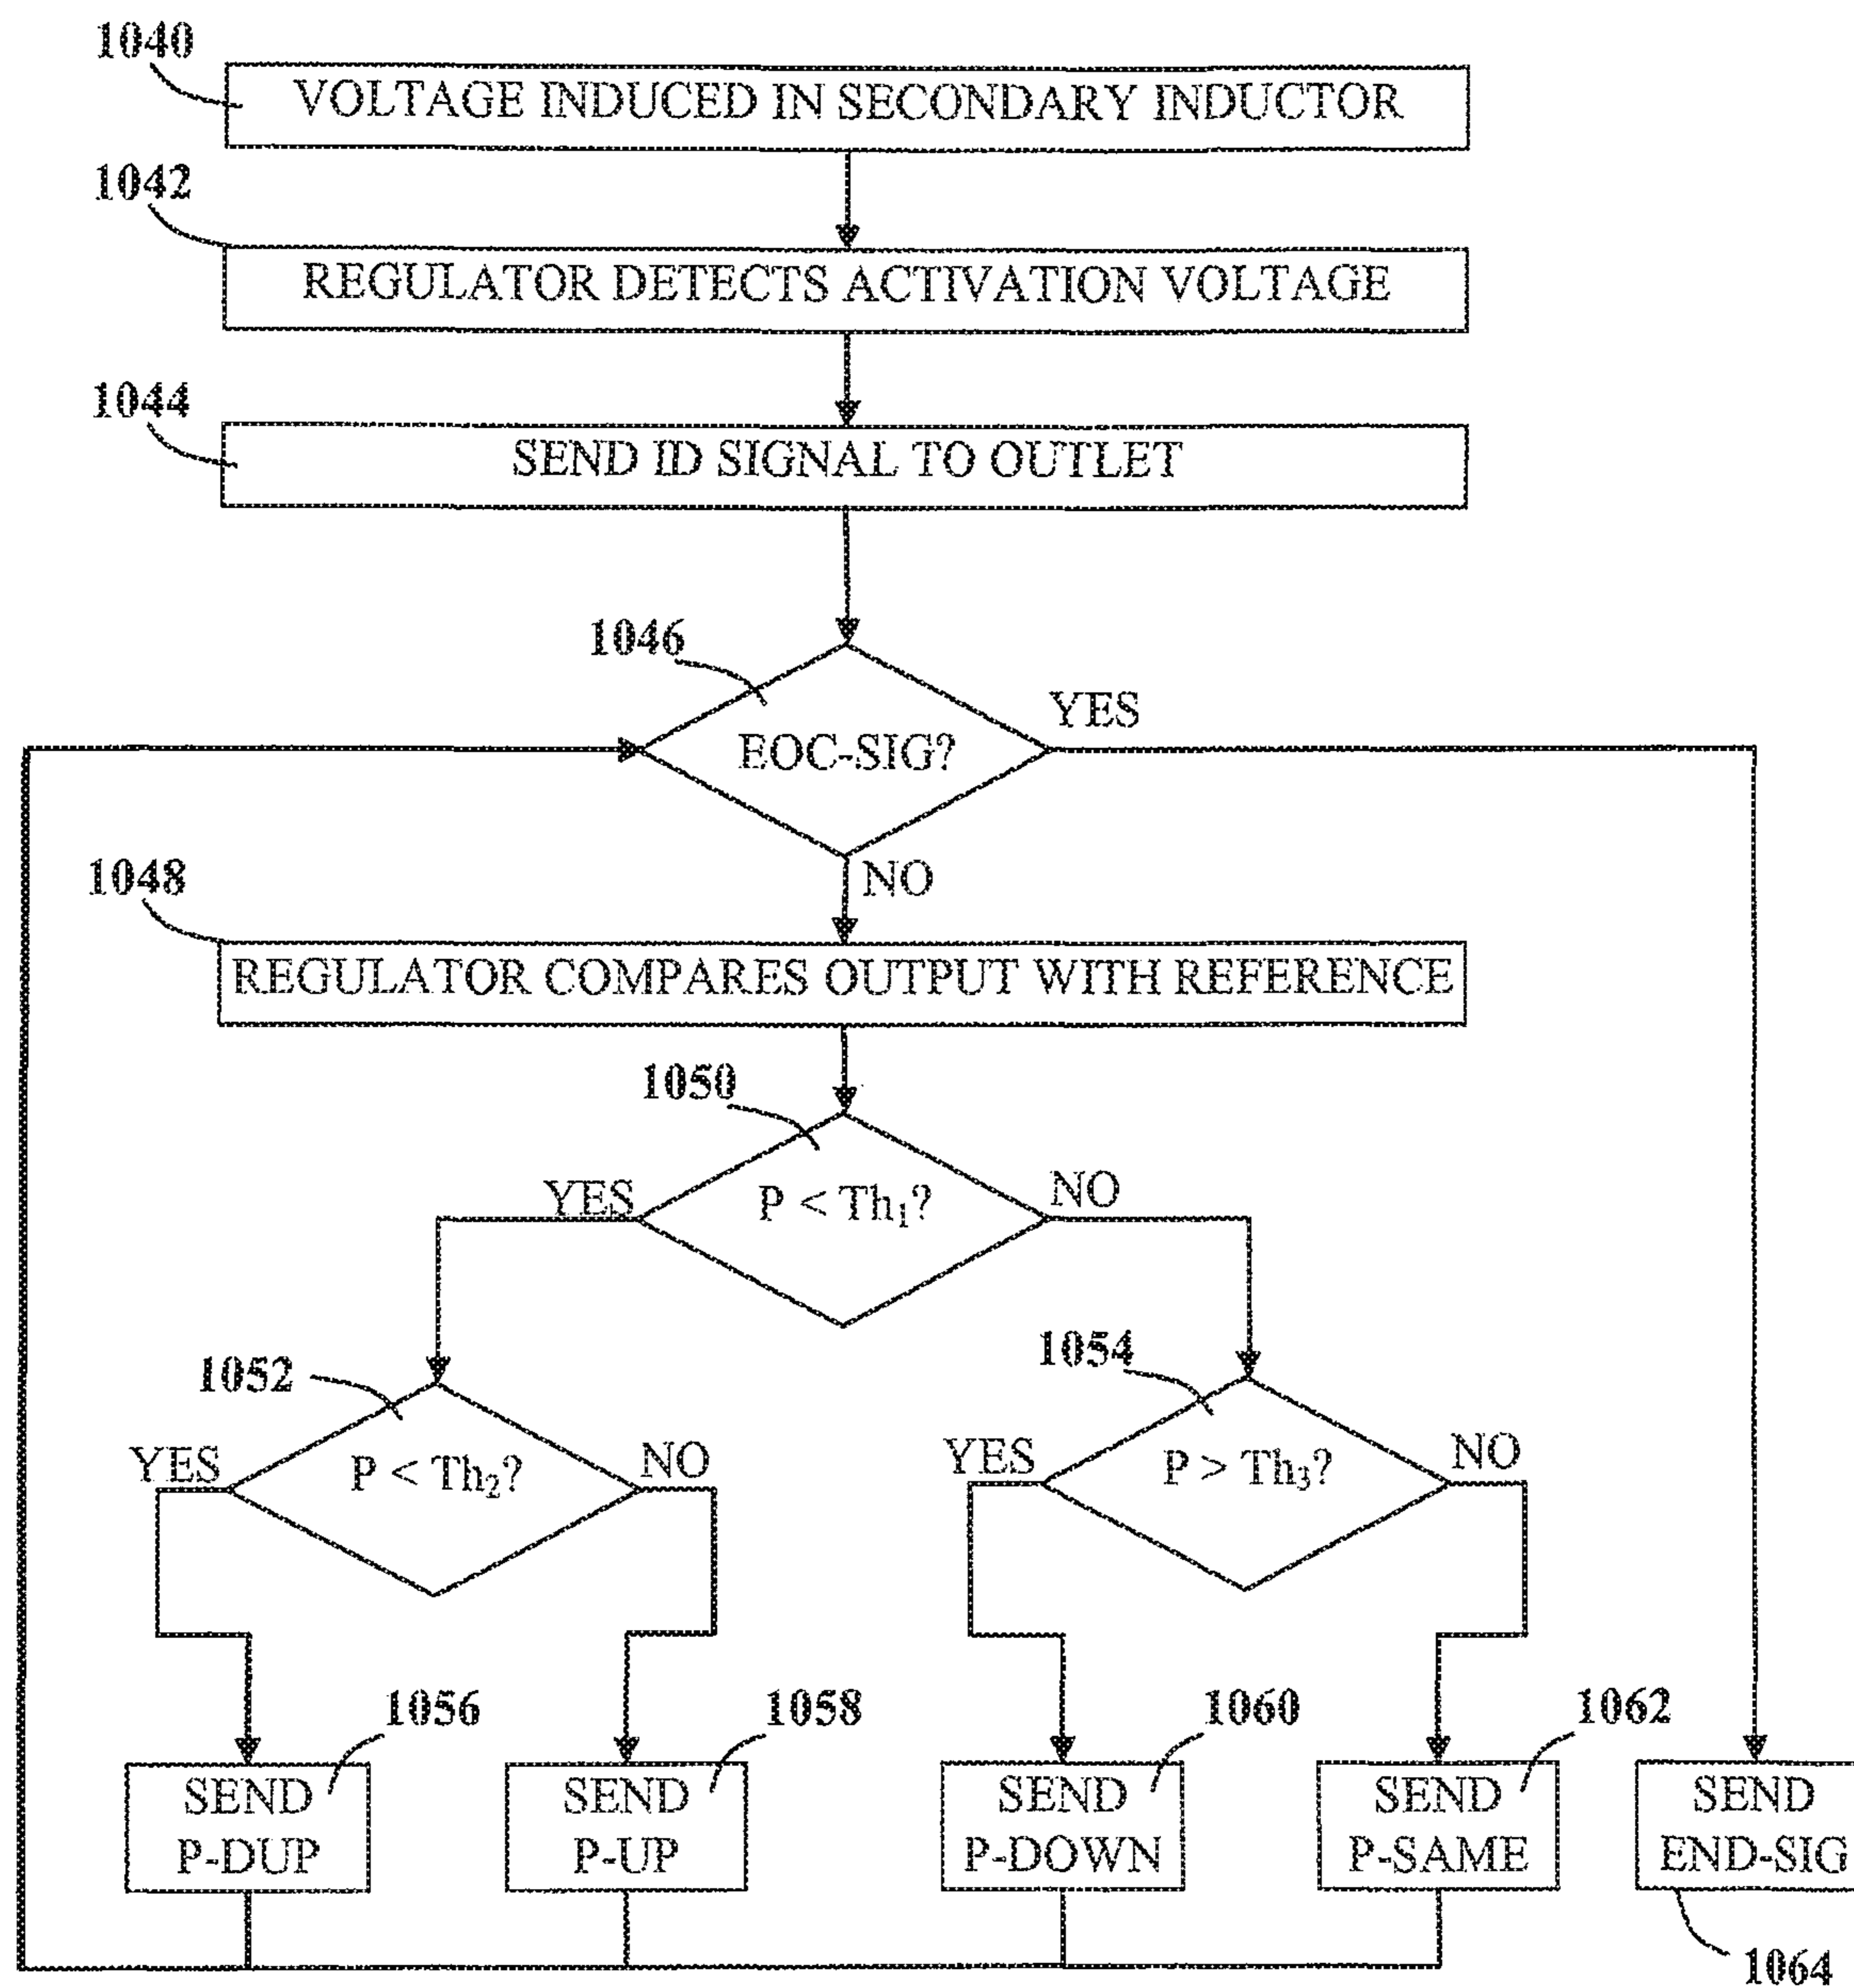 1040
VOLTAGE INDUCED IN SECONDARY INDUCTOR
1042
REGULATOR DETECTS ACTIVATION VOLTAGE
1044
SEND ID SIGNAL TO OUTLET
1046
YES
EOC-SIG?
NO
1048
REGULATOR COMPARES OUTPUT WITH REFERENCE
1050
YES
P < Th₁?
NO
1052
1054
YES
P < Th₂?
NO
YES
P > Th₃?
NO
1056
1058
1060
1062
SEND
P-DUP
SEND
P-UP
SEND
P-DOWN
SEND
P-SAME
SEND
END-SIG
1064